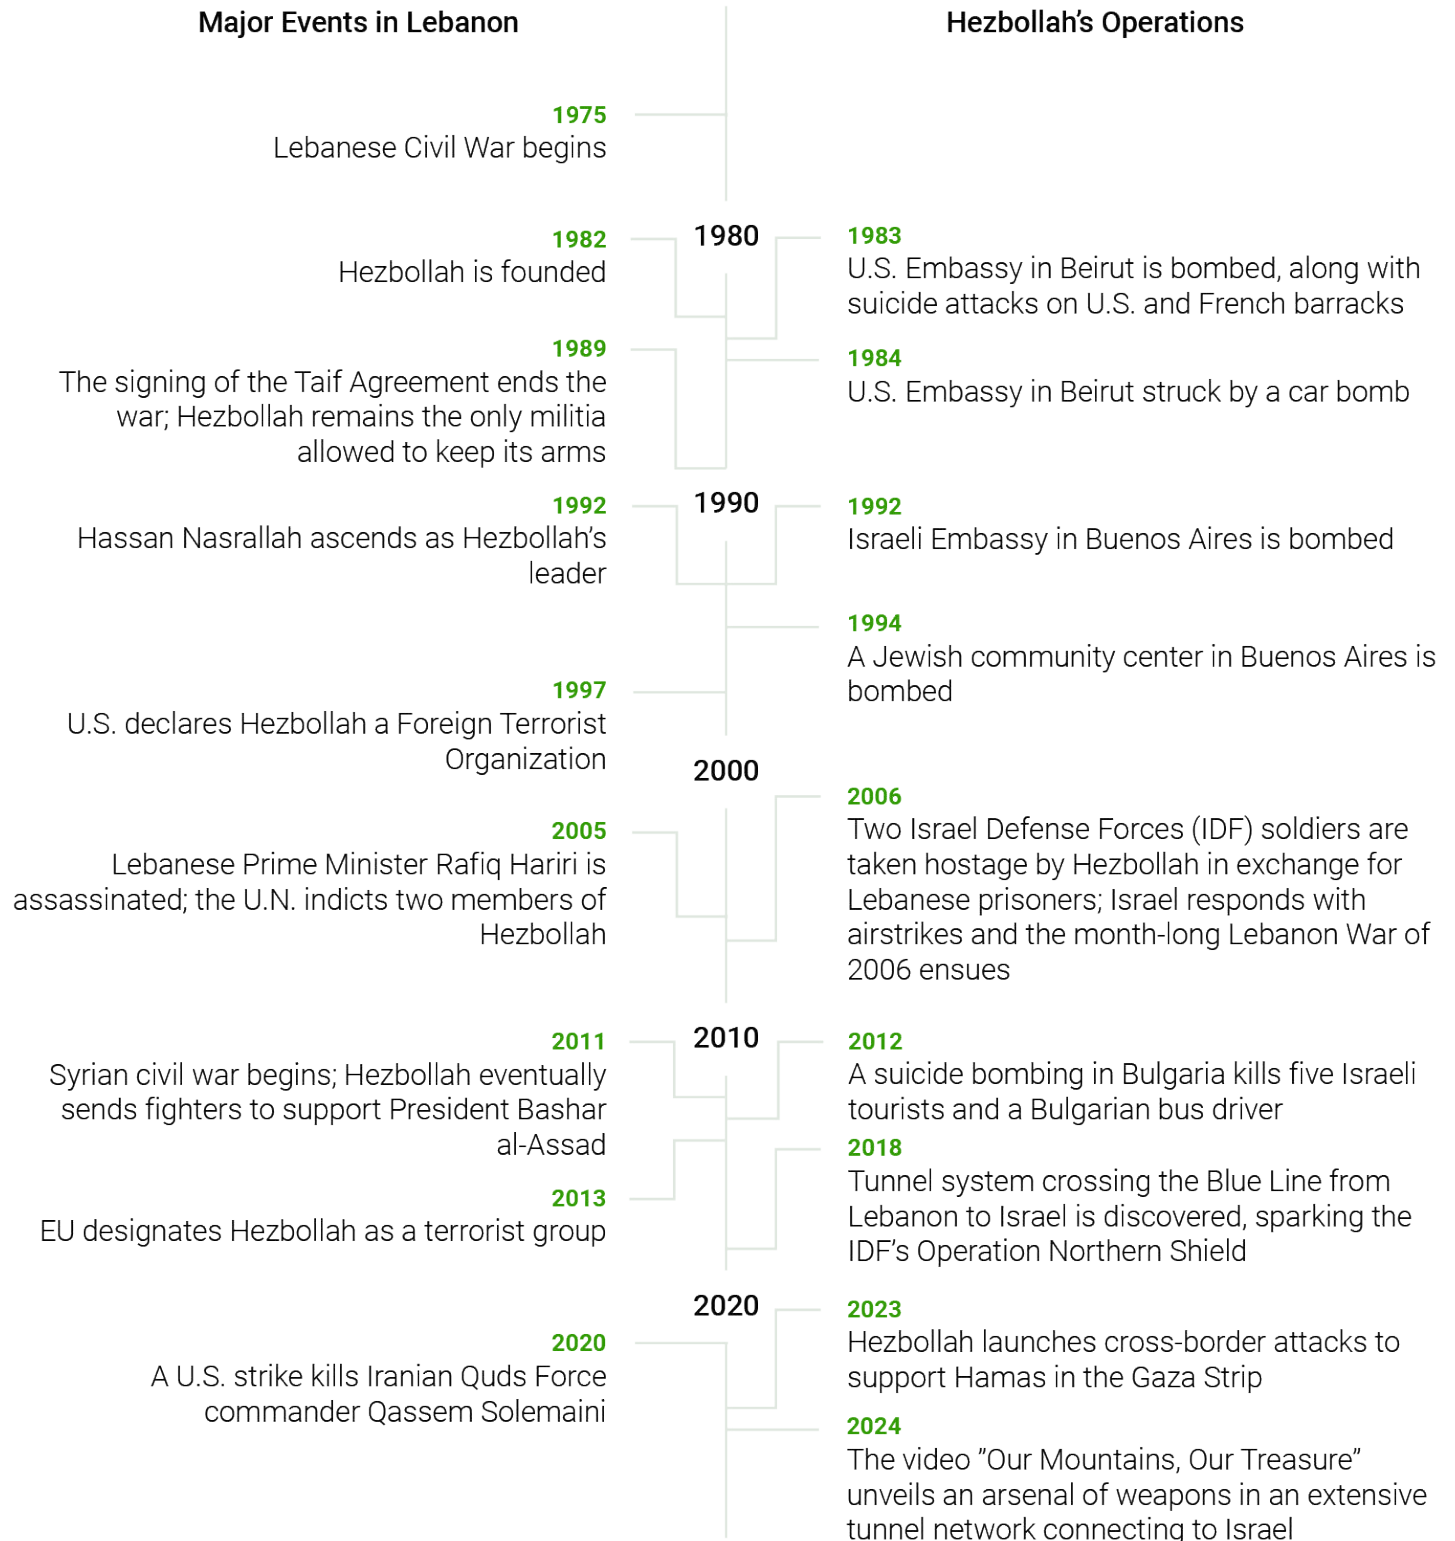 Major Events in Lebanon
Hezbollah's Operations
1975
Lebanese Civil War begins
1980
1982
Hezbollah is founded
1983
U.S. Embassy in Beirut is bombed, along with
suicide attacks on U.S. and French barracks
1989
The signing of the Taif Agreement ends the
war; Hezbollah remains the only militia
allowed to keep its arms
1984
U.S. Embassy in Beirut struck by a car bomb
1990
1992
Hassan Nasrallah ascends as Hezbollah's
leader
1992
Israeli Embassy in Buenos Aires is bombed
1994
A Jewish community center in Buenos Aires is
bombed
1997
U.S. declares Hezbollah a Foreign Terrorist
Organization
2000
2005
Lebanese Prime Minister Rafiq Hariri is
assassinated; the U.N. indicts two members of
Hezbollah
2006
Two Israel Defense Forces (IDF) soldiers are
taken hostage by Hezbollah in exchange for
Lebanese prisoners; Israel responds with
airstrikes and the month-long Lebanon War of
2006 ensues
2010
2011
Syrian civil war begins; Hezbollah eventually
sends fighters to support President Bashar
al-Assad
2012
A suicide bombing in Bulgaria kills five Israeli
tourists and a Bulgarian bus driver
2013
EU designates Hezbollah as a terrorist group
2018
Tunnel system crossing the Blue Line from
Lebanon to Israel is discovered, sparking the
IDF's Operation Northern Shield
2020
2020
A U.S. strike kills Iranian Quds Force
commander Qassem Solemaini
2023
Hezbollah launches cross-border attacks to
support Hamas in the Gaza Strip
2024
The video ”Our Mountains, Our Treasure”
unveils an arsenal of weapons in an extensive
tunnel network connecting to Israel